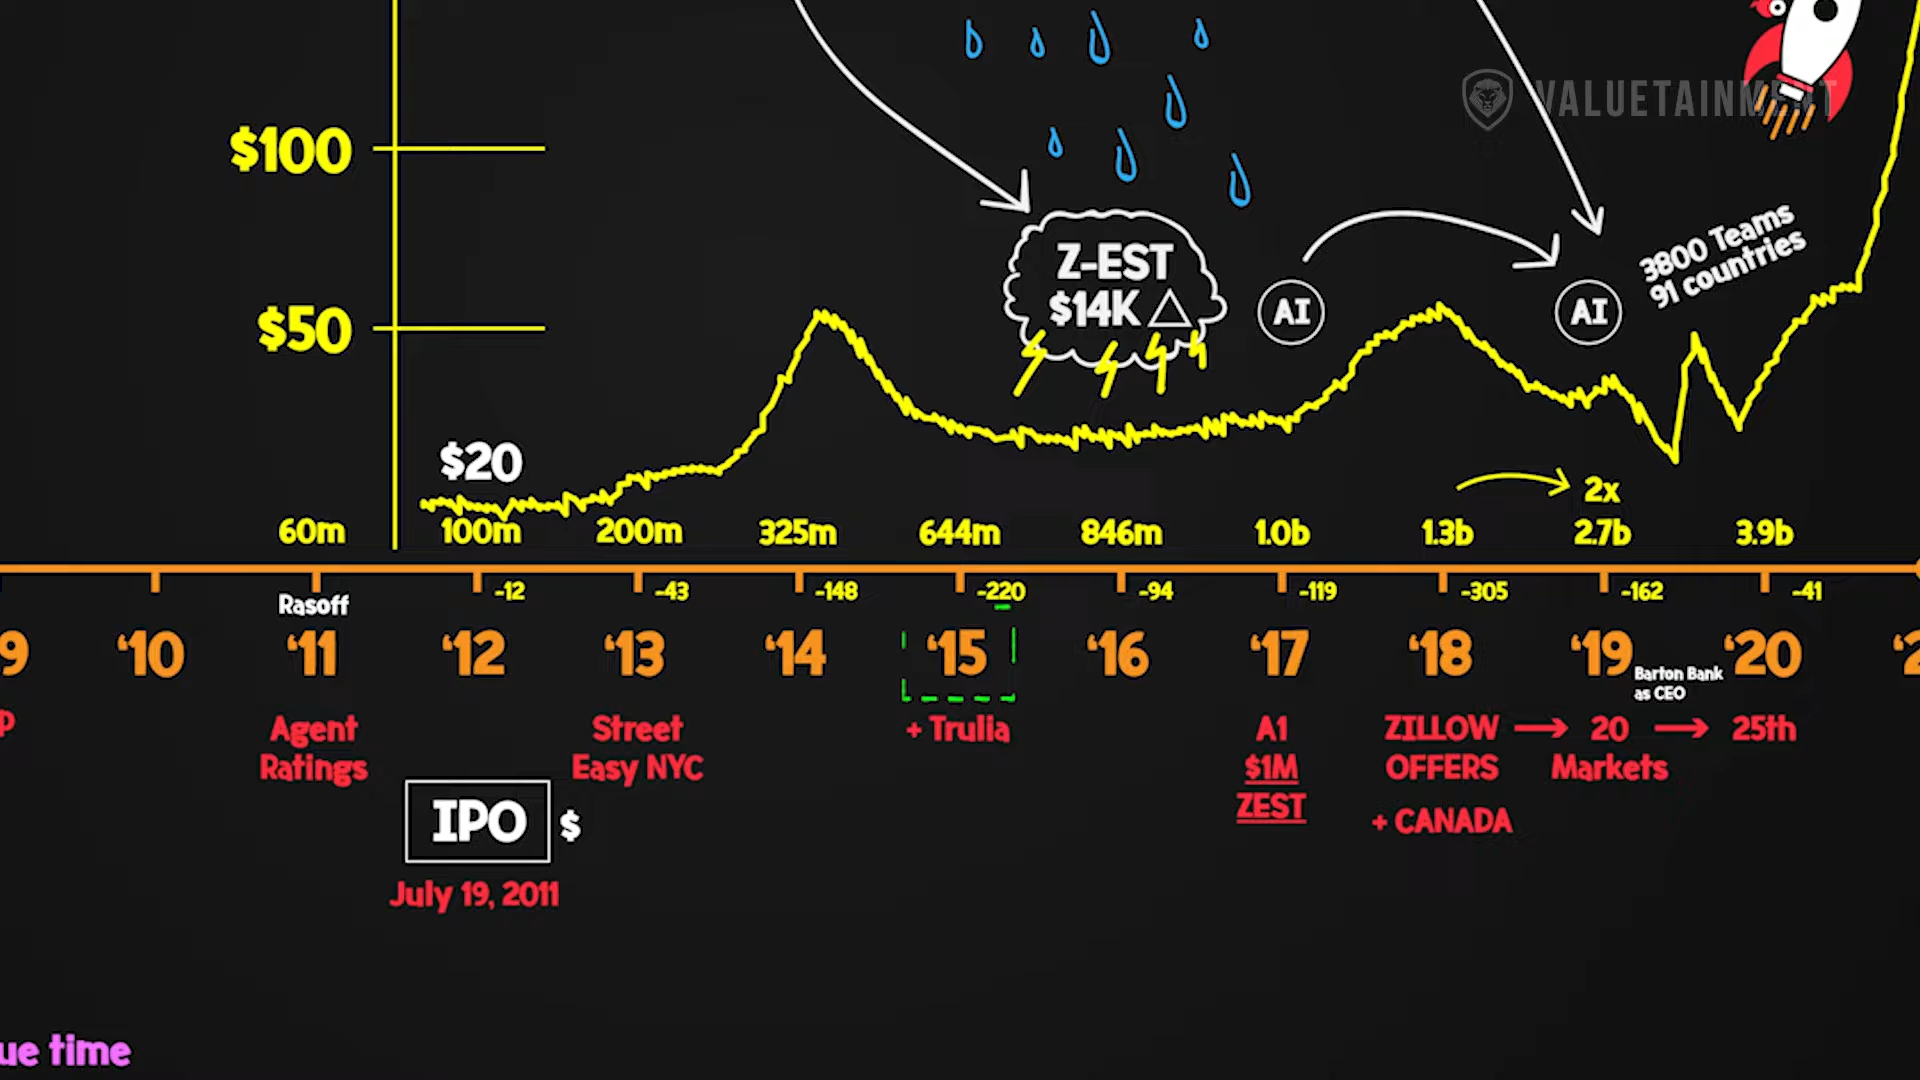 VALUETAINMENT
$100
3800 Teams
91 countries
Z-EST
$14K △
AI
AI
$50
$20
2x
60m 100m 200m 325m 644m 846m 1.0b 1.3b 2.7b 3.9b
-12 -43 -148 -220 -94 -119 -305 -162 -41
Rasoff
‘10 ‘11 ‘12 ‘13 ‘14 ‘15 ‘16 ‘17 ‘18 ‘19 ‘20
Barton Bank
as CEO
Agent
Ratings
Street
Easy NYC
+ Trulia
A1
$1M
ZEST
ZILLOW → 20 → 25th
OFFERS Markets
+ CANADA
IPO $
July 19, 2011
time